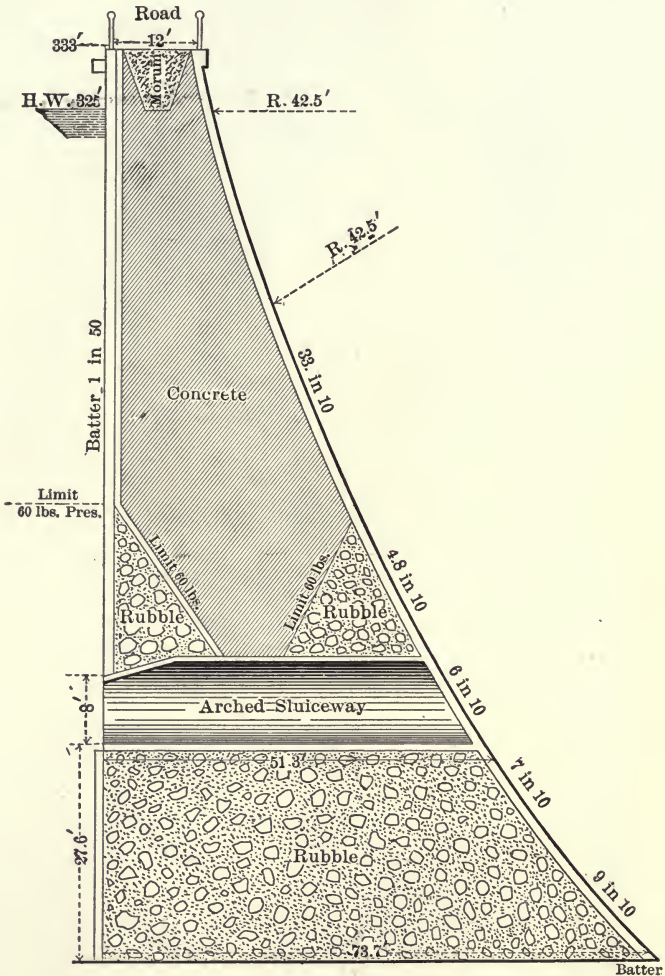 Road
333′
12′
Morum
H.W. 325′
R. 42.5′
R. 42.5′
Batter 1 in 50
33. in 10
Concrete
Limit
60 lbs. Pres.
Limit 60 lbs.
Limit 60 lbs.
4.8 in 10
Rubble
Rubble
6 in 10
8′
Arched Sluiceway
51.3′
7 in 10
27.6′
Rubble
9 in 10
73.7′
Batter